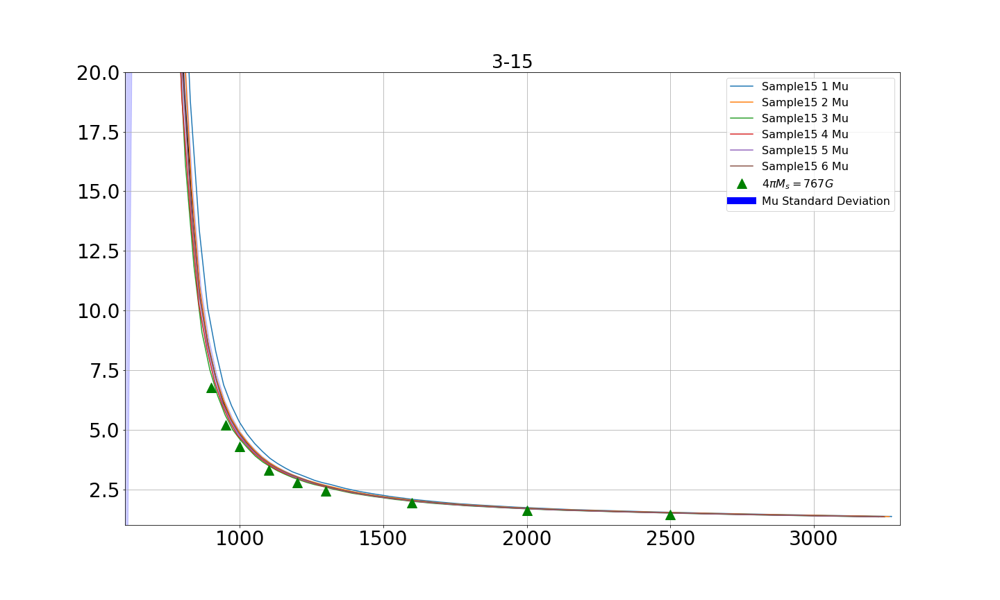 3-15
20.0
17.5
15.0
12.5
10.0
7.5
5.0
2.5
1000 1500 2000 2500 3000
Sample15 1 Mu
Sample15 2 Mu
Sample15 3 Mu
Sample15 4 Mu
Sample15 5 Mu
Sample15 6 Mu
4πMₛ = 767G
Mu Standard Deviation